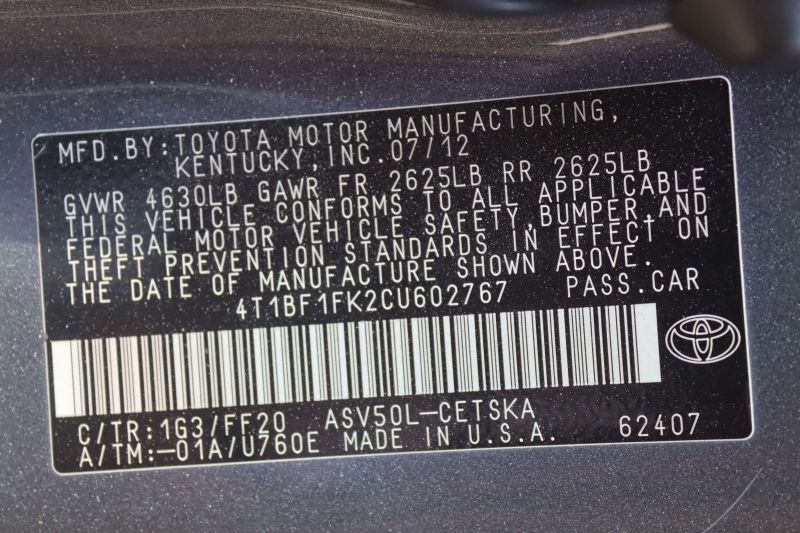 MFD.BY:TOYOTA MOTOR MANUFACTURING,
KENTUCKY, INC. 07/12
GVWR 4630LB GAWR FR 2625LB RR 2625LB
THIS VEHICLE CONFORMS TO ALL APPLICABLE
FEDERAL MOTOR VEHICLE SAFETY,BUMPER,AND
THEFT PREVENTION STANDARDS IN EFFECT ON
THE DATE OF MANUFACTURE SHOWN ABOVE.
4T1BF1FK2CU602767 PASS.CAR
C/TR:1G3/FF20 ASV50L-CETSKA
A/TM:-01A/U760E MADE IN U.S.A. 62407